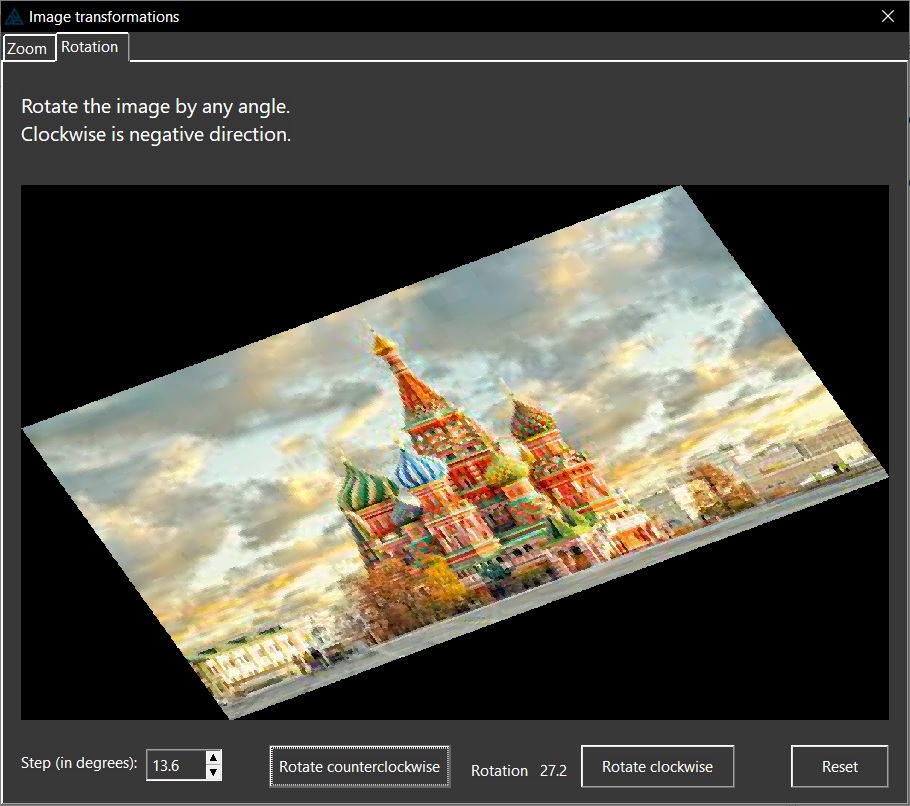 Image transformations
Zoom Rotation
Rotate the image by any angle.
Clockwise is negative direction.
Step (in degrees): 13.6 Rotate counterclockwise Rotation 27.2 Rotate clockwise Reset